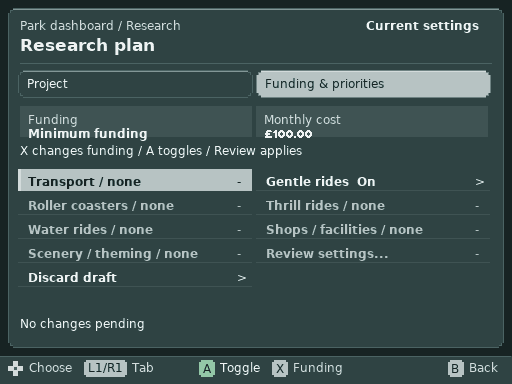 Park dashboard / Research
Current settings
Research plan
Project
Funding & priorities
Funding
Minimum funding
Monthly cost
£100.00
X changes funding / A toggles / Review applies
Transport / none -
Gentle rides On >
Roller coasters / none -
Thrill rides / none -
Water rides / none -
Shops / facilities / none -
Scenery / theming / none -
Review settings... -
Discard draft >
No changes pending
Choose L1/R1 Tab A Toggle X Funding B Back